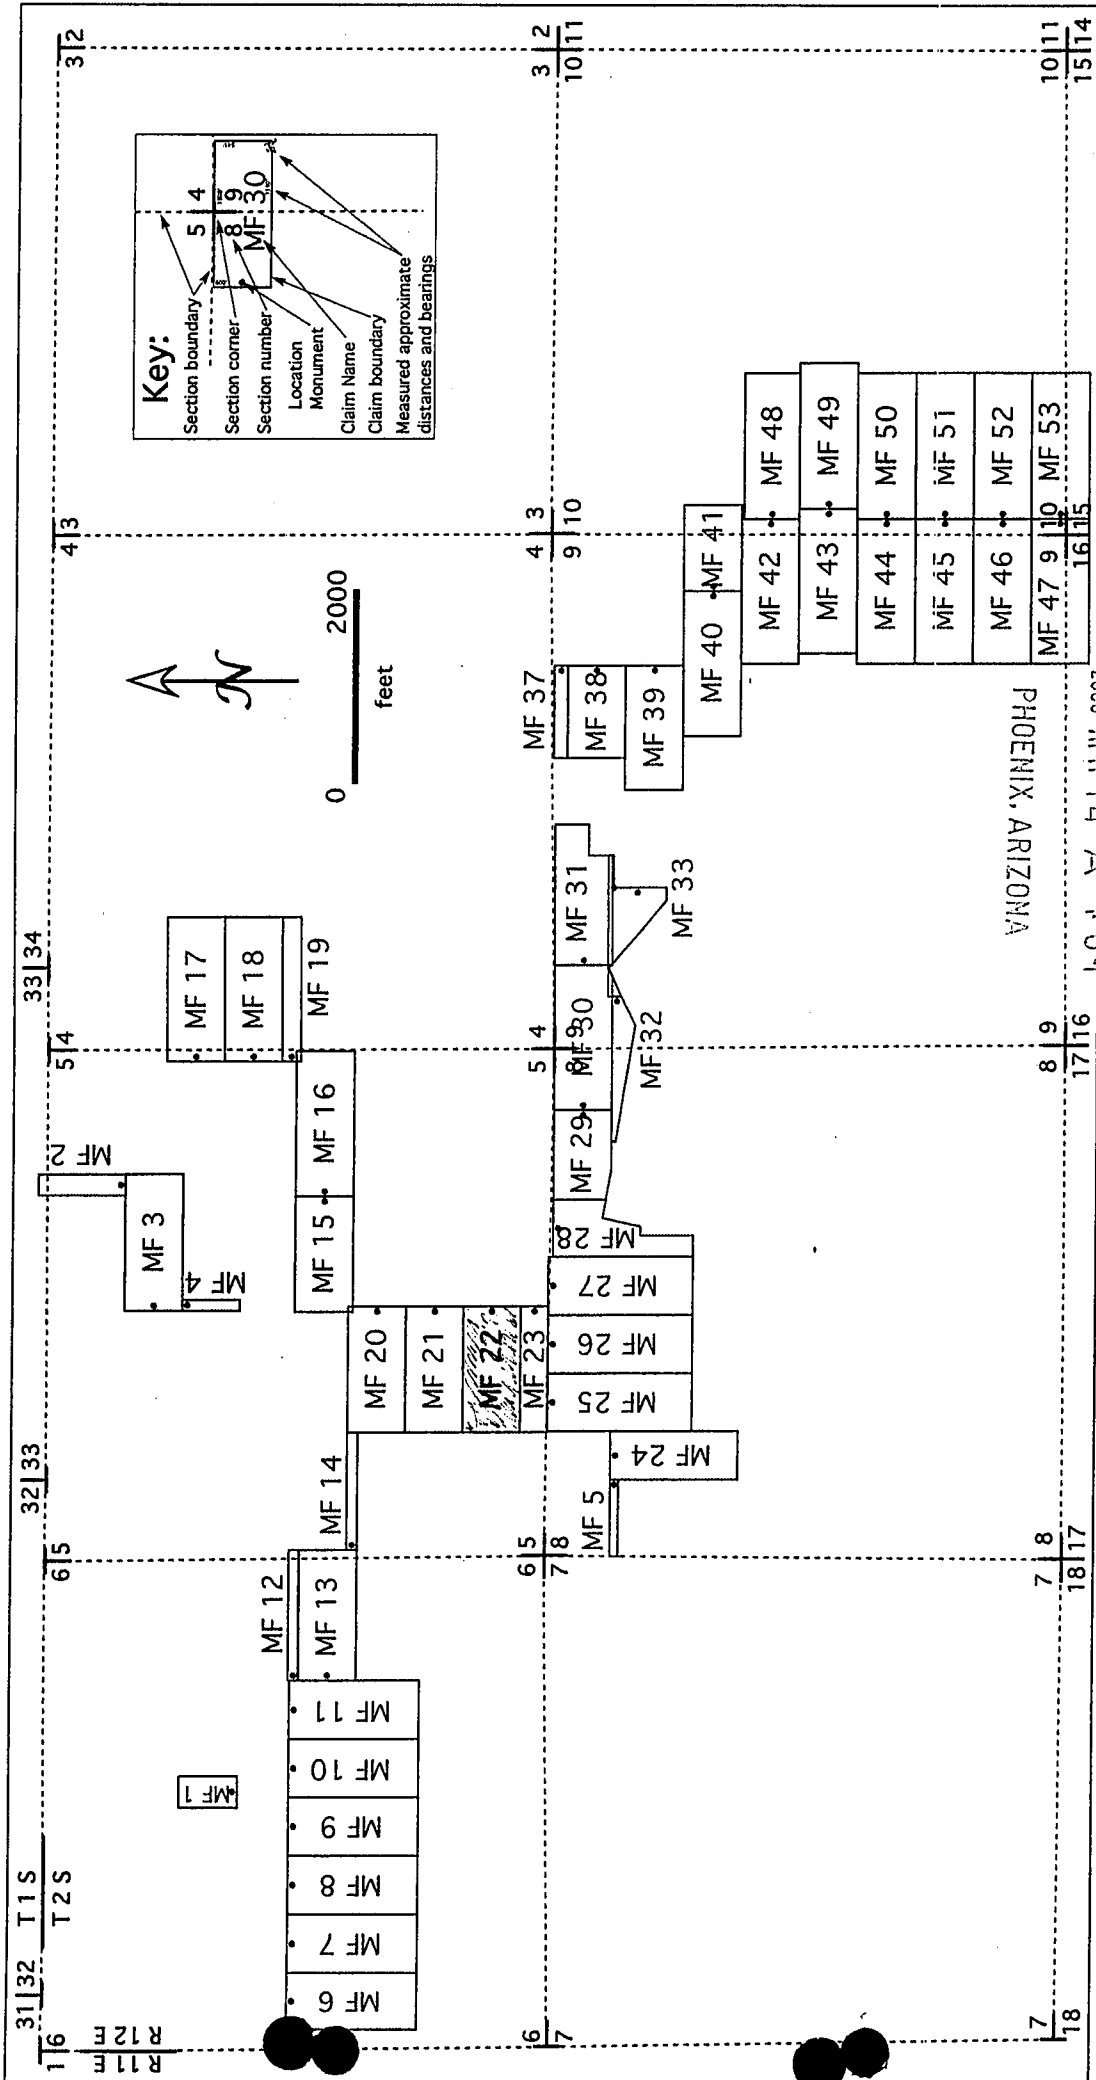 31|32 T 1 S
T 2 S
32|33
33|34
1|6
R11E R12E
6|5
5|4
4|3
3|2
MF 1
MF 2
MF 3
MF 4
MF 6
MF 7
MF 8
MF 9
MF 10
MF 11
MF 12
MF 13
MF 14
MF 15
MF 16
MF 17
MF 18
MF 19
MF 20
MF 21
MF 22
MF 23
N
0 2000
feet
Key:
Section boundary
Section corner
Section number
Location
Monument
Claim Name
Claim boundary
Measured approximate
distances and bearings
5 4
8 9
MF 30
6
7
6 5
7 8
5 4
8 9
4 3
9 10
3 2
10 11
MF 5
MF 24
MF 25
MF 26
MF 27
MF 28
MF 29
MF 30
MF 31
MF 32
MF 33
MF 37
MF 38
MF 39
MF 40
MF 41
MF 42
MF 43
MF 44
MF 45
MF 46
MF 47
MF 48
MF 49
MF 50
MF 51
MF 52
MF 53
7
18
7 8
18 17
8 9
17 16
9 10
16 15
10 11
15 14
PHOENIX, ARIZONA